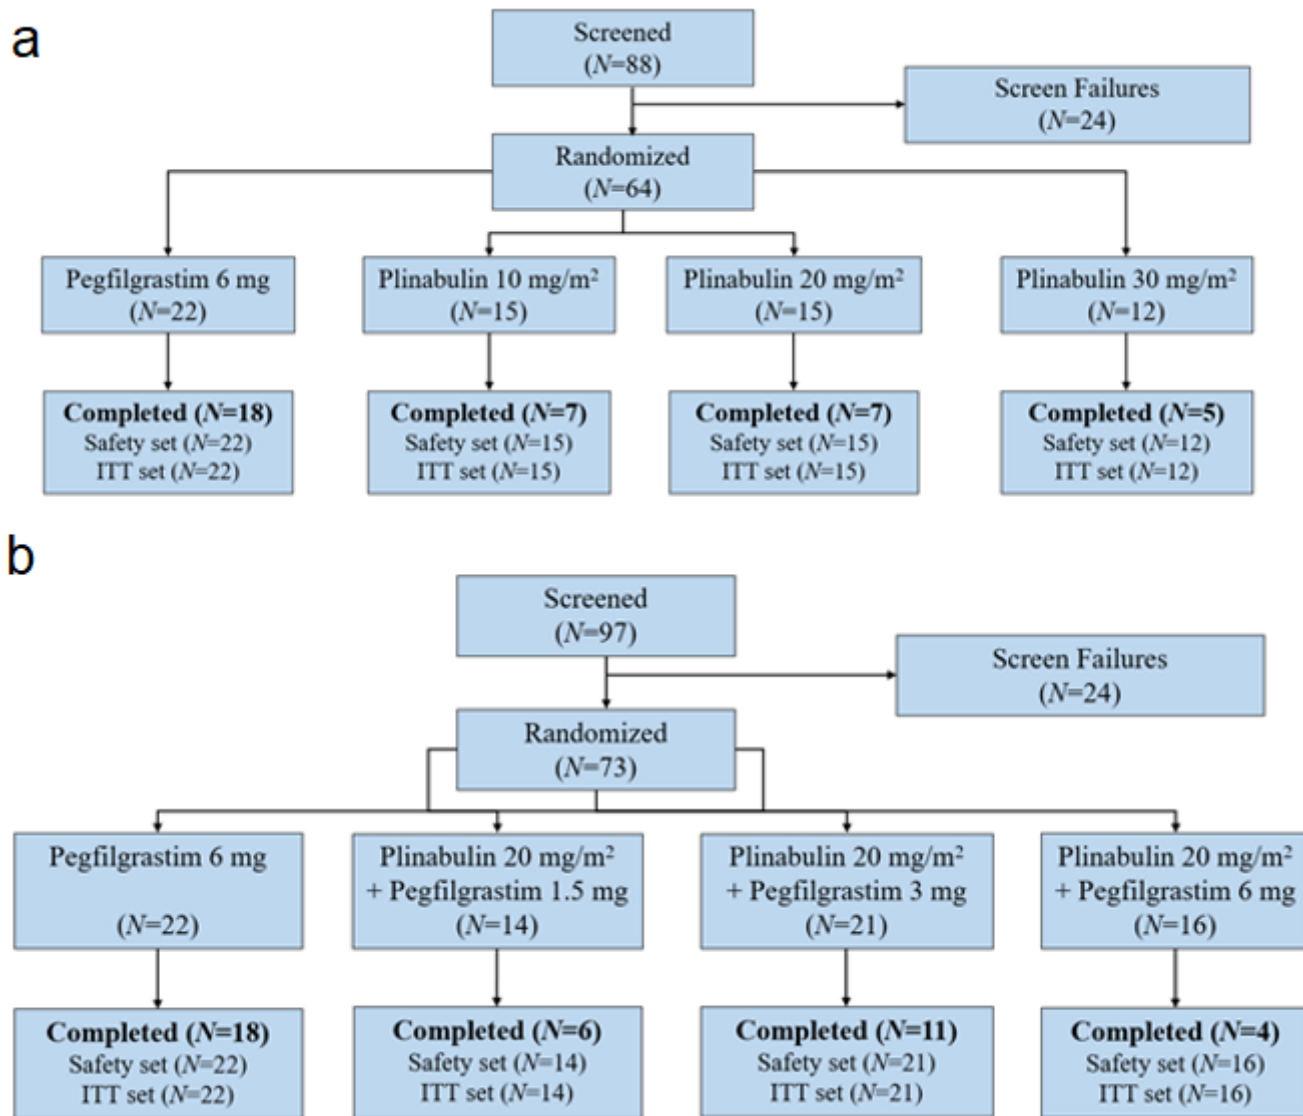 a
Screened
(N=88)
Screen Failures
(N=24)
Randomized
(N=64)
Pegfilgrastim 6 mg
(N=22)
Plinabulin 10 mg/m²
(N=15)
Plinabulin 20 mg/m²
(N=15)
Plinabulin 30 mg/m²
(N=12)
Completed (N=18)
Safety set (N=22)
ITT set (N=22)
Completed (N=7)
Safety set (N=15)
ITT set (N=15)
Completed (N=7)
Safety set (N=15)
ITT set (N=15)
Completed (N=5)
Safety set (N=12)
ITT set (N=12)
b
Screened
(N=97)
Screen Failures
(N=24)
Randomized
(N=73)
Pegfilgrastim 6 mg
(N=22)
Plinabulin 20 mg/m²
+ Pegfilgrastim 1.5 mg
(N=14)
Plinabulin 20 mg/m²
+ Pegfilgrastim 3 mg
(N=21)
Plinabulin 20 mg/m²
+ Pegfilgrastim 6 mg
(N=16)
Completed (N=18)
Safety set (N=22)
ITT set (N=22)
Completed (N=6)
Safety set (N=14)
ITT set (N=14)
Completed (N=11)
Safety set (N=21)
ITT set (N=21)
Completed (N=4)
Safety set (N=16)
ITT set (N=16)